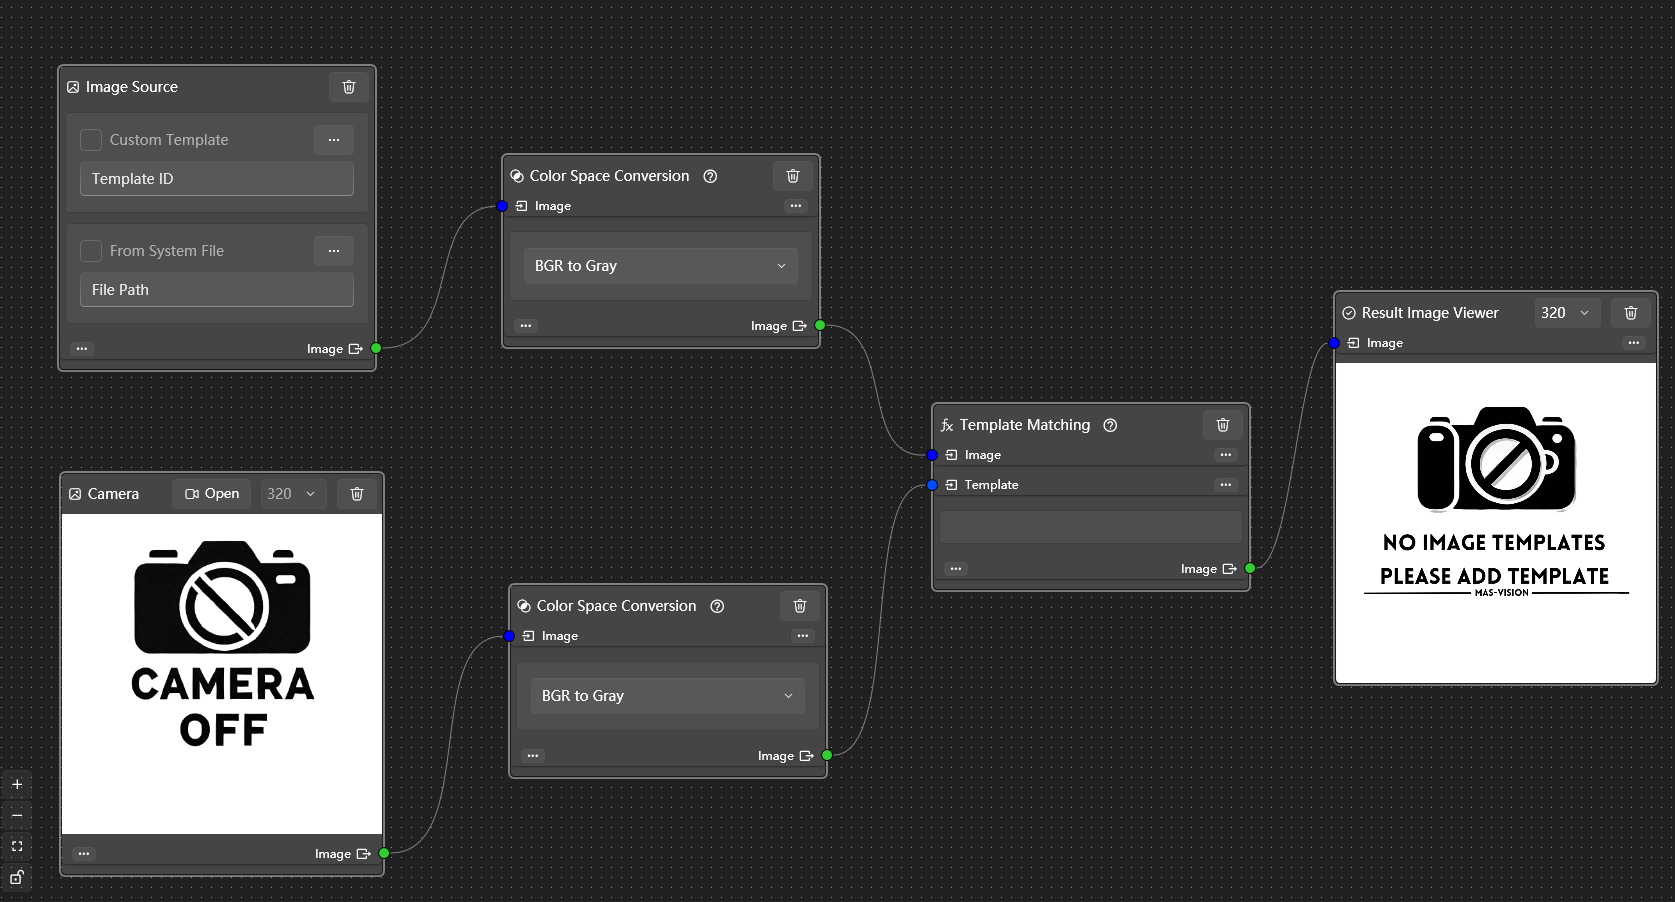 Image Source
Custom Template
...
Template ID
From System File
...
File Path
...
Image
Color Space Conversion
Image
...
BGR to Gray
...
Image
Camera
Open
320
CAMERA
OFF
...
Image
Color Space Conversion
Image
...
BGR to Gray
...
Image
fx Template Matching
Image
...
Template
...
...
Image
Result Image Viewer
320
Image
...
NO IMAGE TEMPLATES
PLEASE ADD TEMPLATE
MAS-VISION